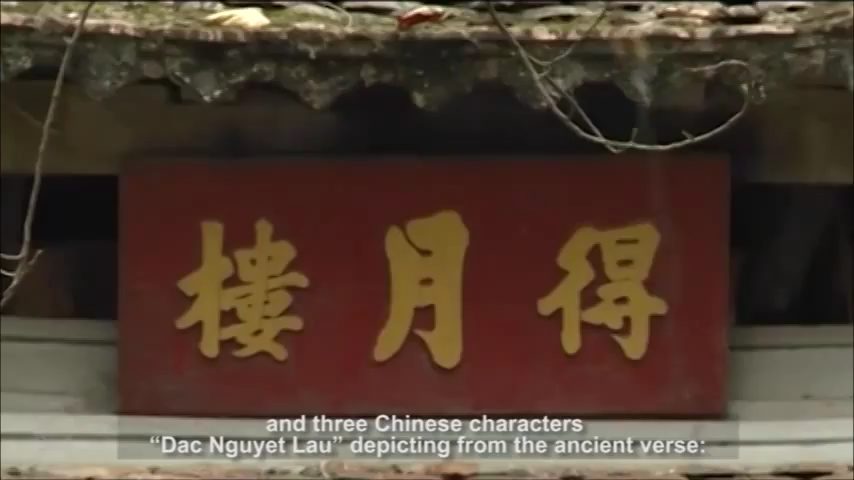 得月樓
and three Chinese characters
“Dac Nguyet Lau” depicting from the ancient verse: